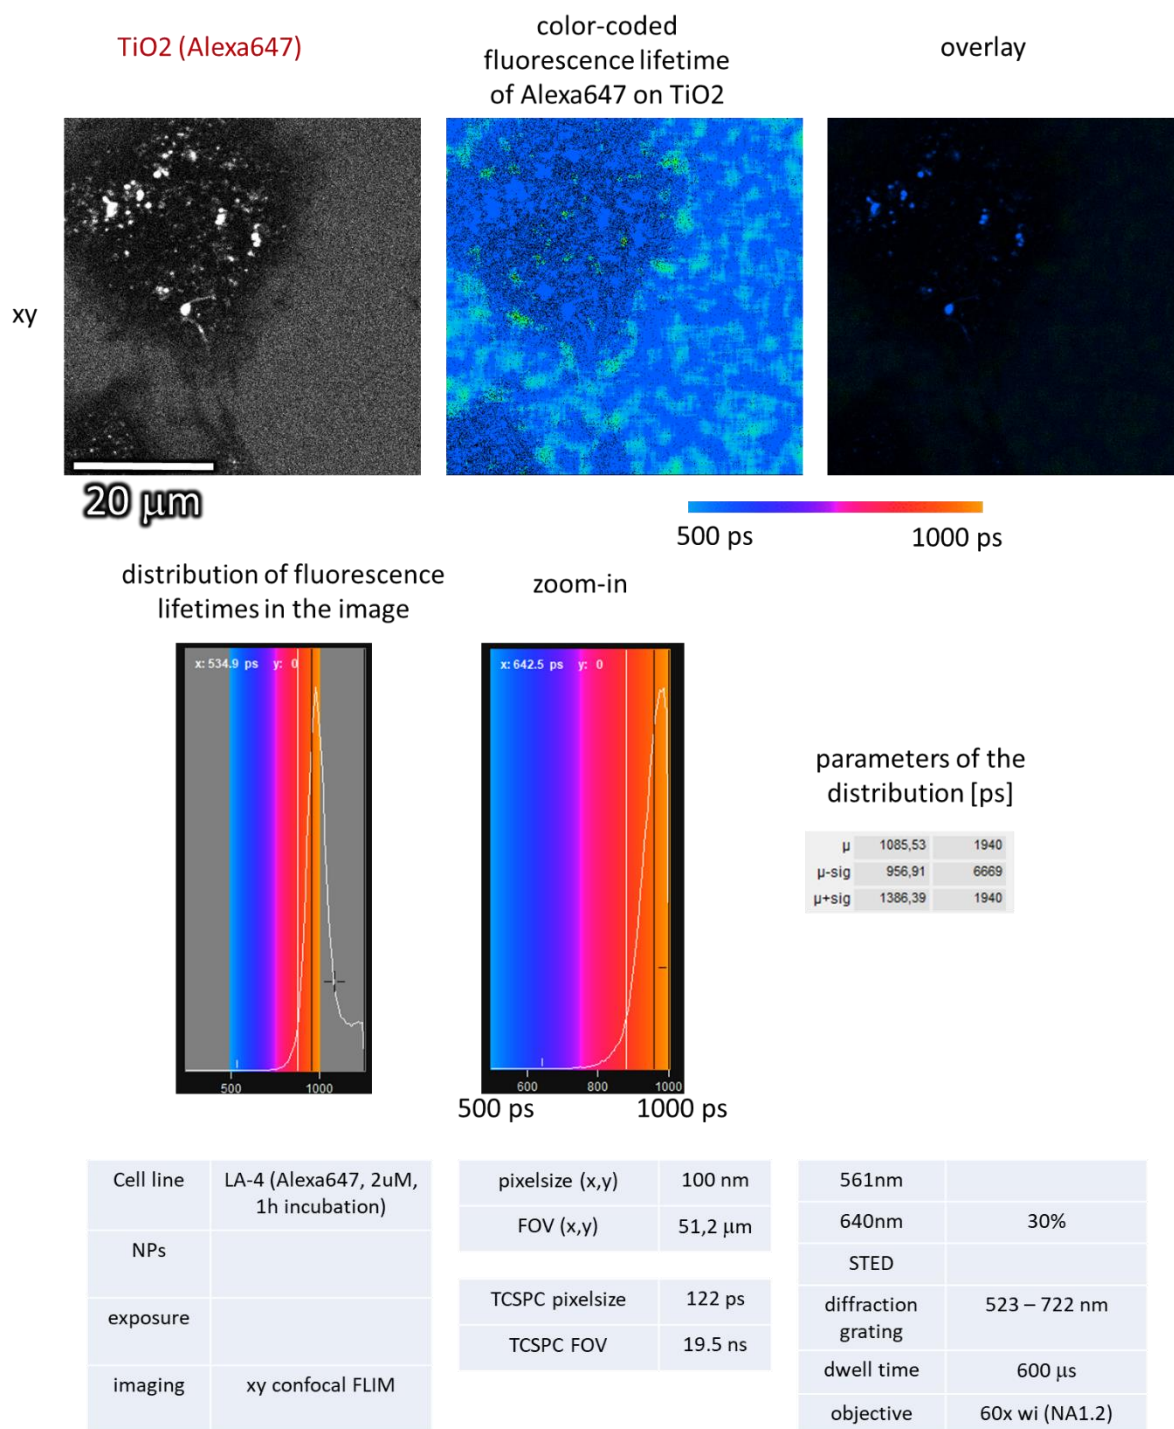 TiO2 (Alexa647)
color-coded
fluorescence lifetime
of Alexa647 on TiO2
overlay
xy
20 μm
500 ps
1000 ps
distribution of fluorescence
lifetimes in the image
zoom-in
x: 534.9 ps y: 0
500
1000
x: 642.5 ps y: 0
600
800
1000
500 ps
1000 ps
parameters of the
distribution [ps]
μ 1085,53 1940
μ-sig 956,91 6669
μ+sig 1386,39 1940
Cell line LA-4 (Alexa647, 2uM,
1h incubation)
NPs
exposure
imaging xy confocal FLIM
pixelsize (x,y) 100 nm
FOV (x,y) 51,2 μm
TCSPC pixelsize 122 ps
TCSPC FOV 19.5 ns
561nm
640nm 30%
STED
diffraction
grating 523 – 722 nm
dwell time 600 μs
objective 60x wi (NA1.2)